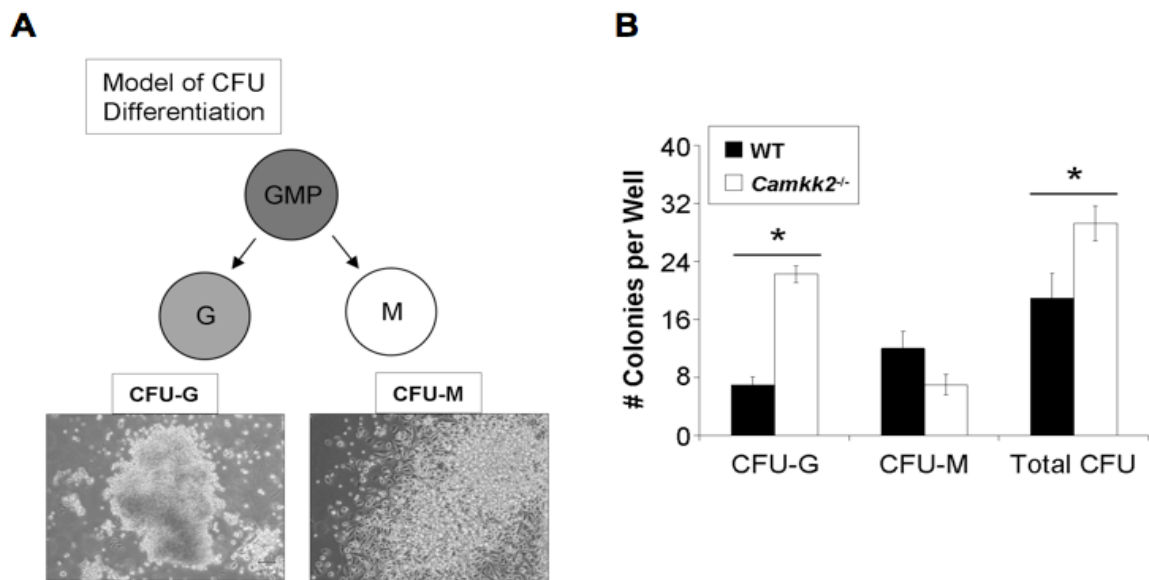 A
Model of CFU
Differentiation
GMP
G
M
CFU-G
CFU-M
B
WT
Camkk2-/-
# Colonies per Well
40
32
24
16
8
0
*
*
CFU-G
CFU-M
Total CFU